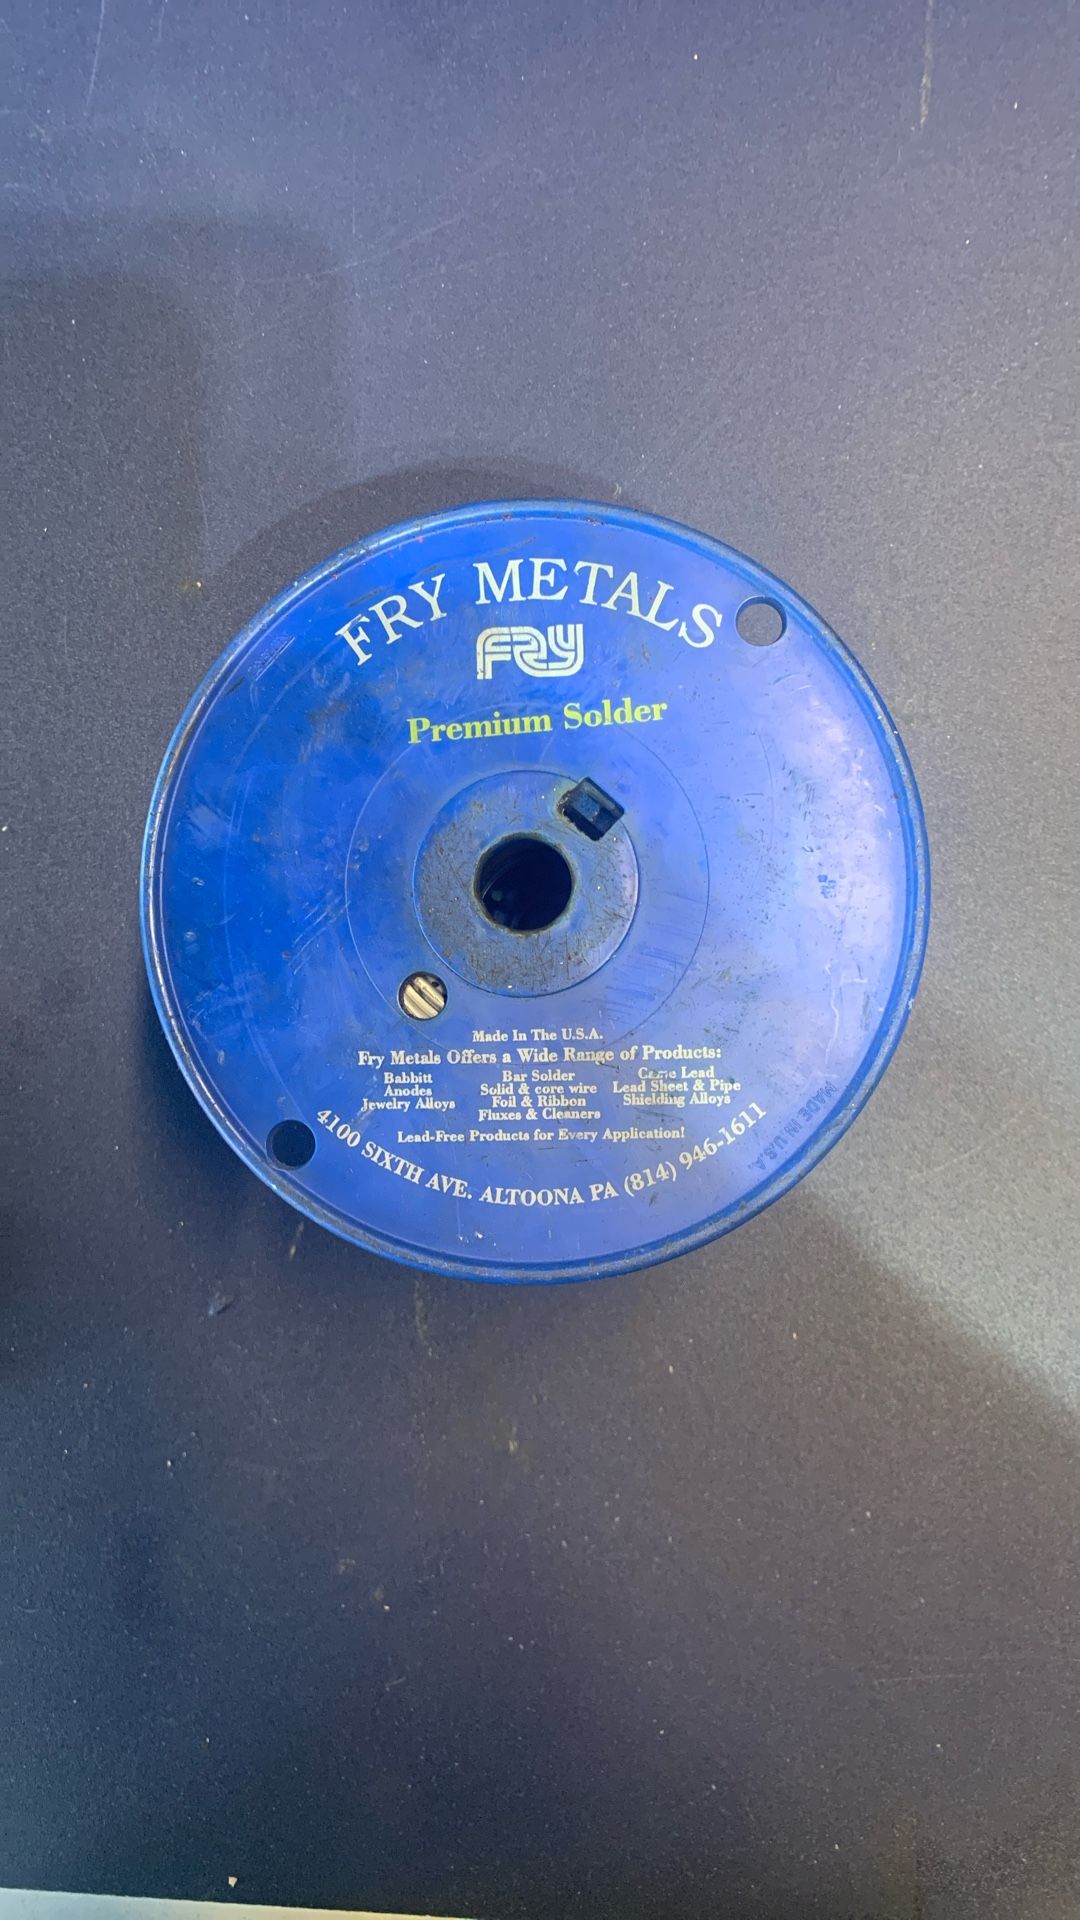 FRY METALS
FRY
Premium Solder
Made In The U.S.A.
Fry Metals Offers a Wide Range of Products:
Babbitt Bar Solder Came Lead
Anodes Solid & core wire Lead Sheet & Pipe
Jewelry Alloys Foil & Ribbon Shielding Alloys
Fluxes & Cleaners
Lead-Free Products for Every Application!
4100 SIXTH AVE. ALTOONA PA (814) 946-1611
MADE IN U.S.A.